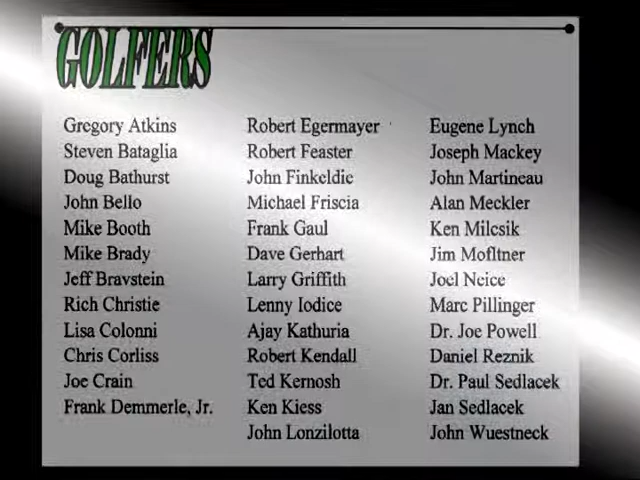 GOLFERS
Gregory Atkins
Steven Bataglia
Doug Bathurst
John Bello
Mike Booth
Mike Brady
Jeff Bravstein
Rich Christie
Lisa Colonni
Chris Corliss
Joe Crain
Frank Demmerle, Jr.
Robert Egermayer
Robert Feaster
John Finkeldie
Michael Friscia
Frank Gaul
Dave Gerhart
Larry Griffith
Lenny Iodice
Ajay Kathuria
Robert Kendall
Ted Kernosh
Ken Kiess
John Lonzilotta
Eugene Lynch
Joseph Mackey
John Martineau
Alan Meckler
Ken Milcsik
Jim Mofltner
Joel Neice
Marc Pillinger
Dr. Joe Powell
Daniel Reznik
Dr. Paul Sedlacek
Jan Sedlacek
John Wuestneck